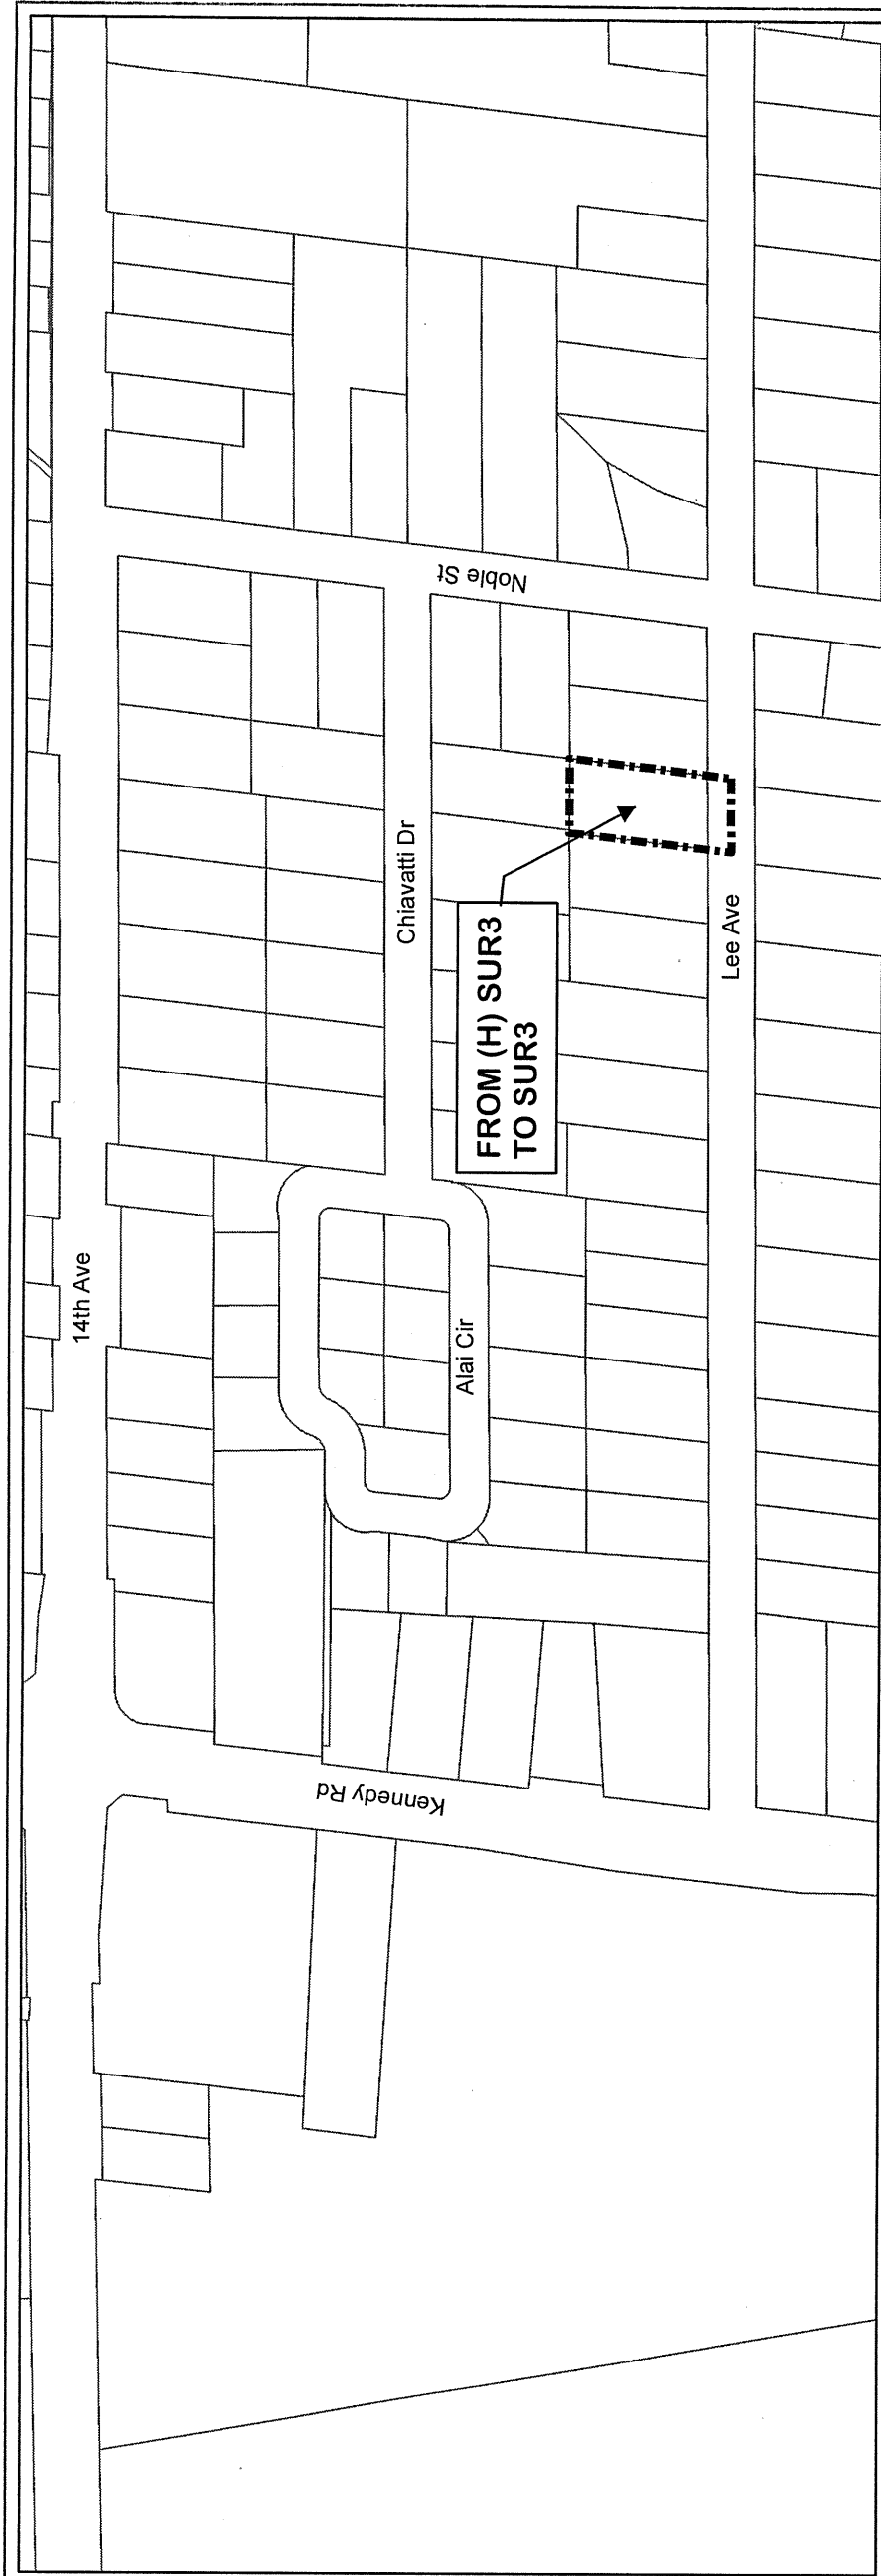 14th Ave
Noble St
Chiavatti Dr
FROM (H) SUR3
TO SUR3
Lee Ave
Alai Cir
Kennedy Rd